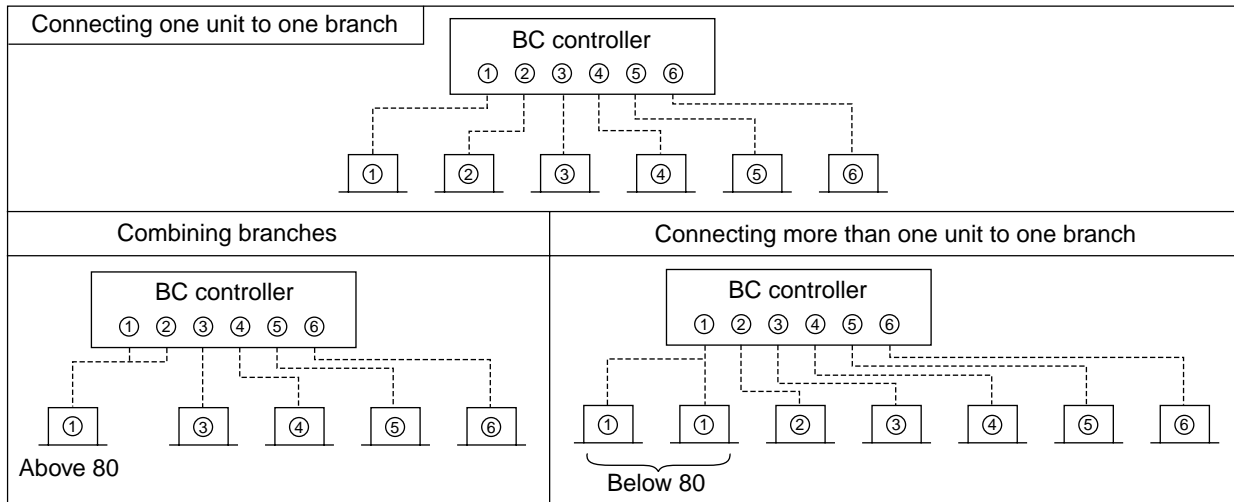 Connecting one unit to one branch
BC controller
① ② ③ ④ ⑤ ⑥
① ② ③ ④ ⑤ ⑥
Combining branches
BC controller
① ② ③ ④ ⑤ ⑥
① ③ ④ ⑤ ⑥
Above 80
Connecting more than one unit to one branch
BC controller
① ② ③ ④ ⑤ ⑥
① ① ② ③ ④ ⑤ ⑥
Below 80